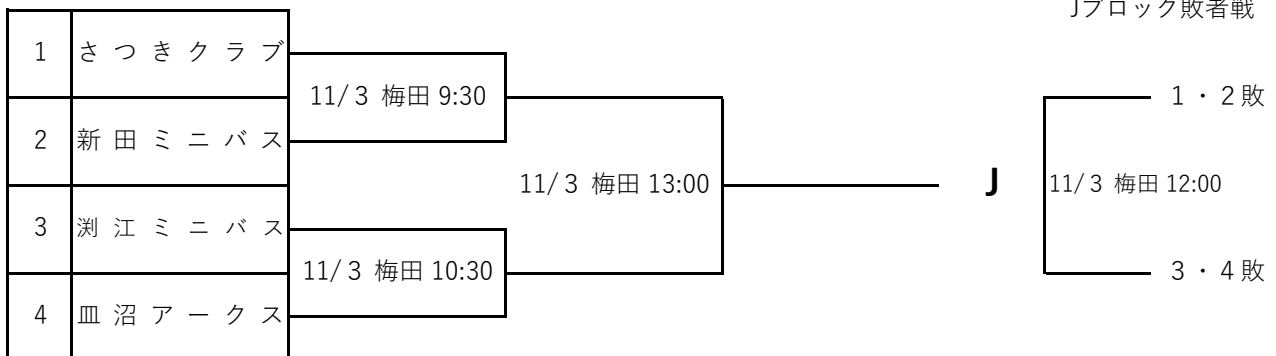 Jブロック敗者戦
1 さつきクラブ
11/3 梅田 9:30
1・2敗
2 新田ミニバス
11/3 梅田 13:00
J
11/3 梅田 12:00
3 渕江ミニバス
11/3 梅田 10:30
3・4敗
4 皿沼アークス